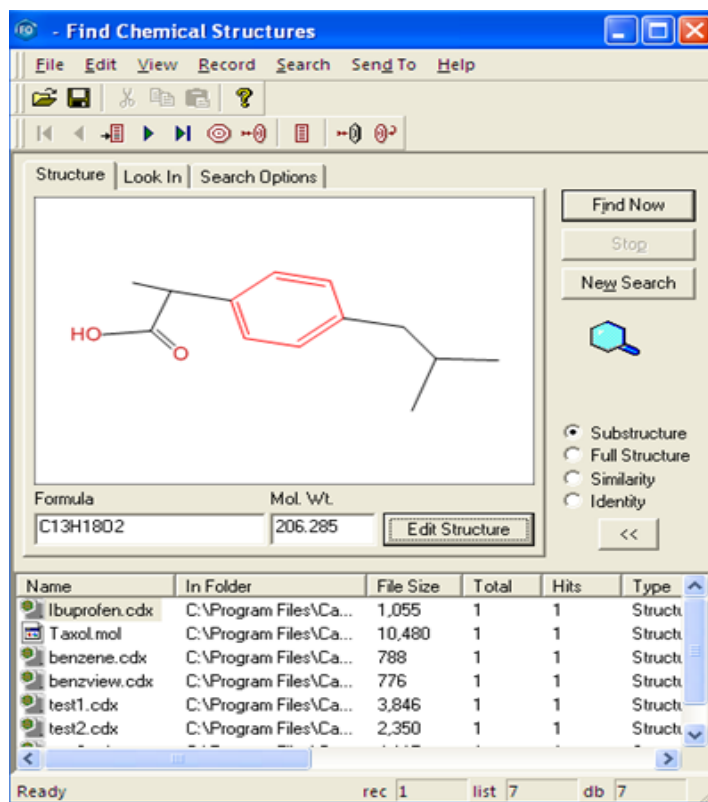 - Find Chemical Structures
File Edit View Record Search Send To Help
Structure Look In Search Options
Find Now
Stop
New Search
HO
O
Substructure
Full Structure
Similarity
Identity
<<
Formula Mol. Wt.
C13H18O2 206.285 Edit Structure
Name In Folder File Size Total Hits Type
Ibuprofen.cdx C:\Program Files\Ca... 1,055 1 1 Structu
Taxol.mol C:\Program Files\Ca... 10,480 1 1 Structu
benzene.cdx C:\Program Files\Ca... 788 1 1 Structu
benzview.cdx C:\Program Files\Ca... 776 1 1 Structu
test1.cdx C:\Program Files\Ca... 3,846 1 1 Structu
test2.cdx C:\Program Files\Ca... 2,350 1 1 Structu
Ready rec 1 list 7 db 7